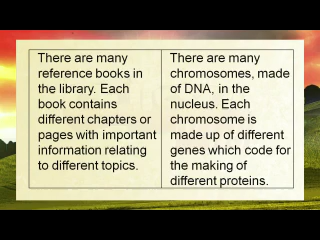 There are many
reference books in
the library. Each
book contains
different chapters or
pages with important
information relating
to different topics.
There are many
chromosomes, made
of DNA, in the
nucleus. Each
chromosome is
made up of different
genes which code for
the making of
different proteins.